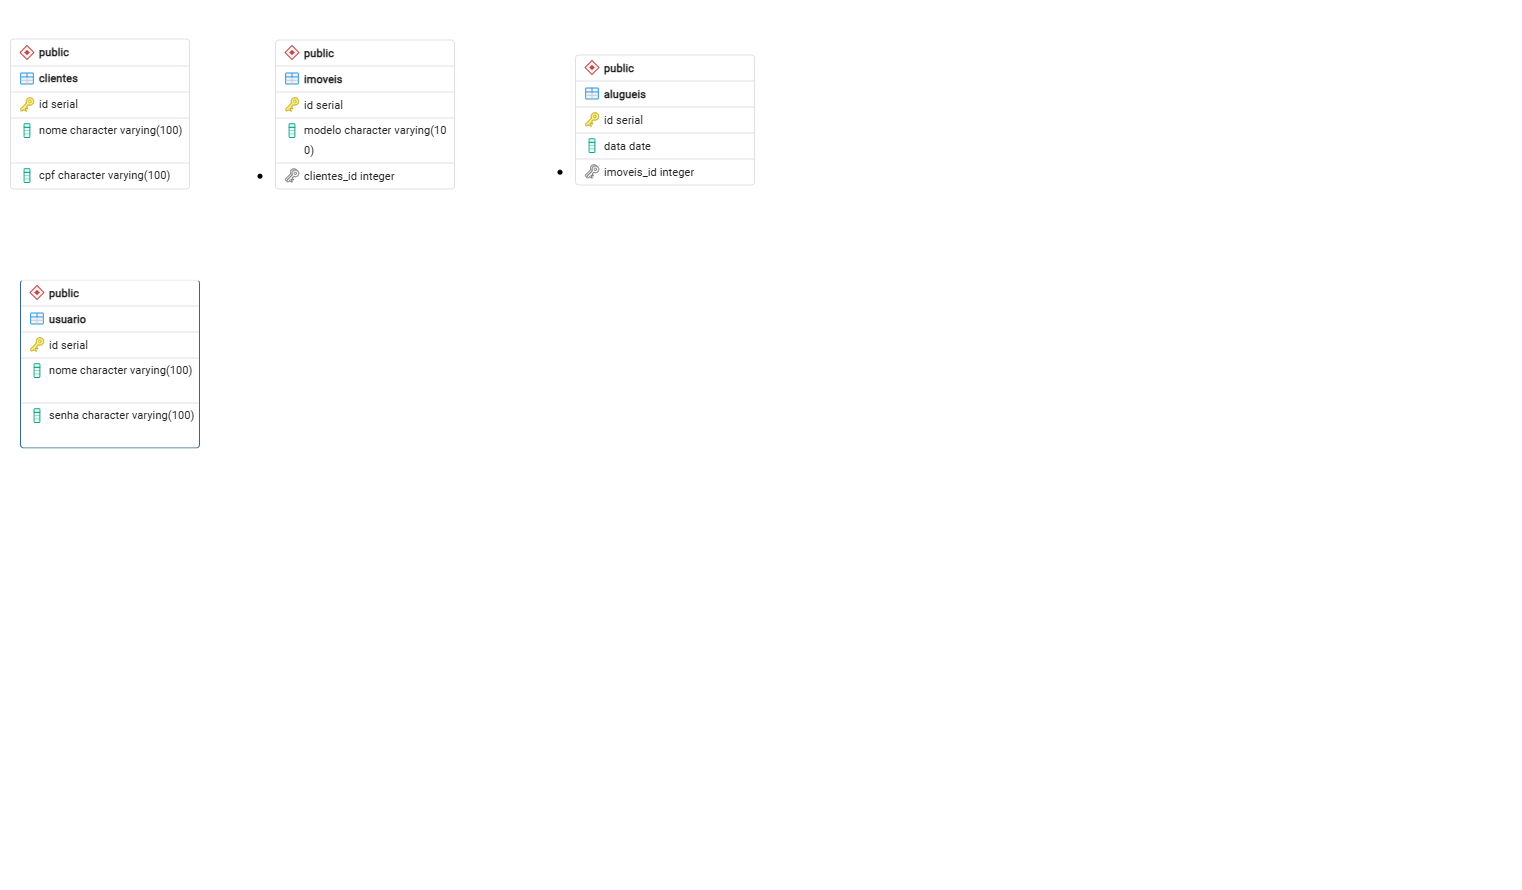 public
clientes
id serial
nome character varying(100)
cpf character varying(100)
public
imoveis
id serial
modelo character varying(10
0)
clientes_id integer
public
alugueis
id serial
data date
imoveis_id integer
public
usuario
id serial
nome character varying(100)
senha character varying(100)